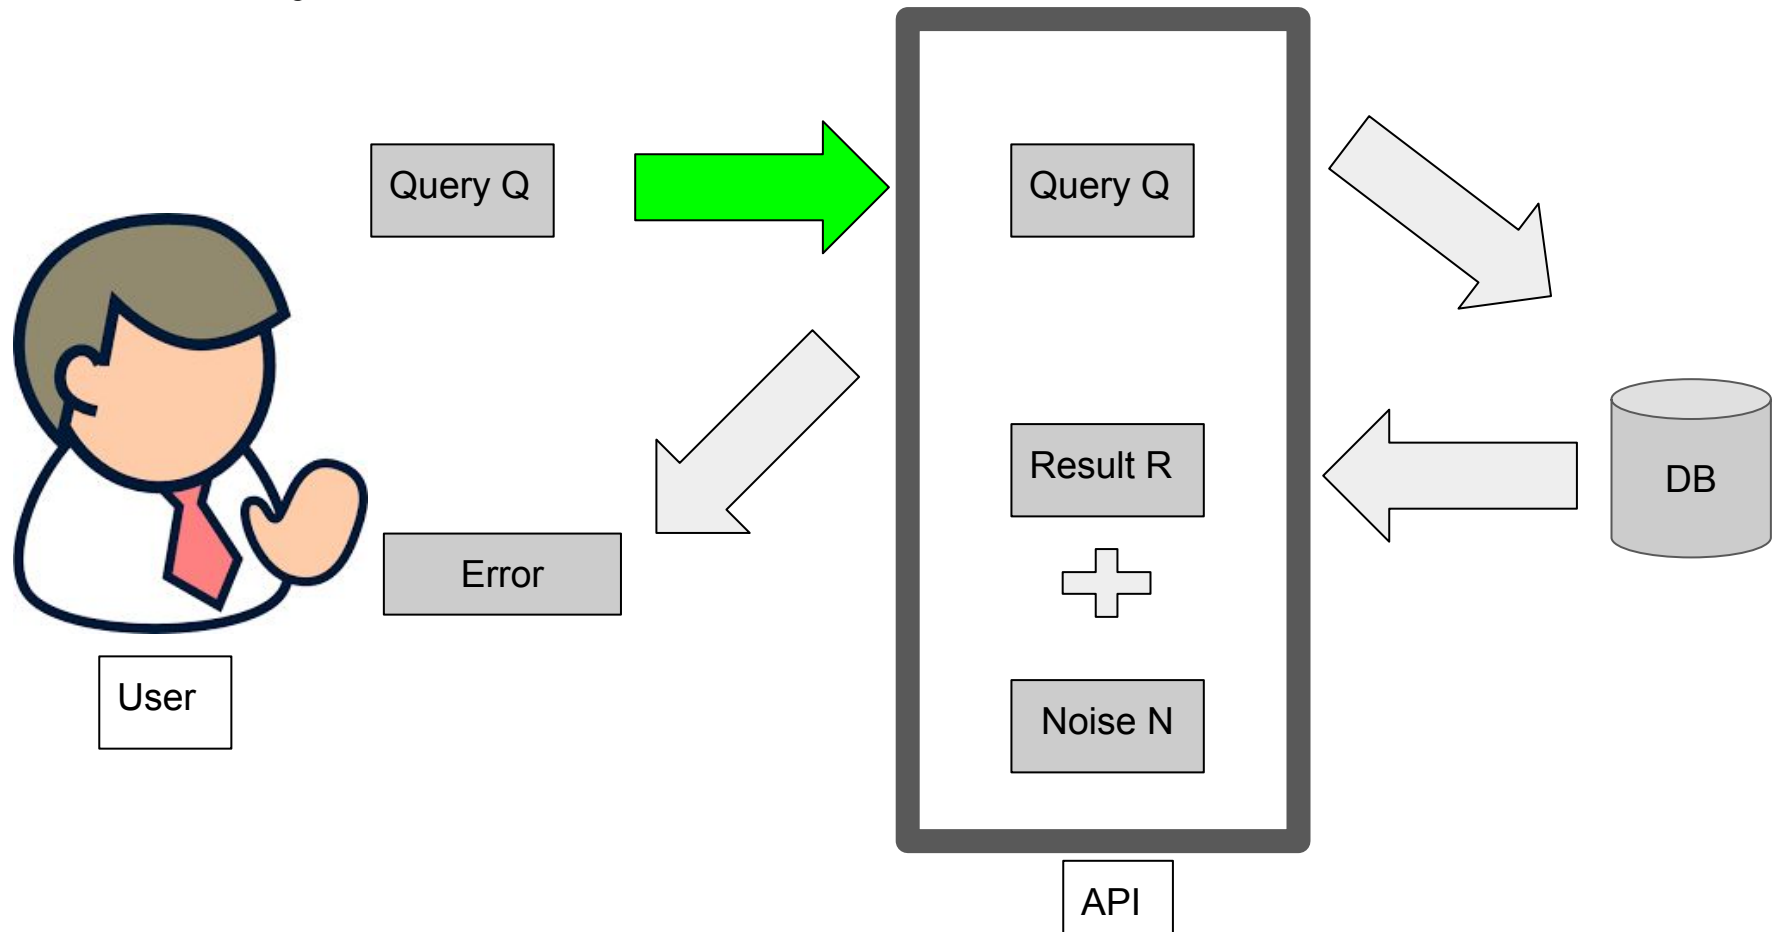 Query Q
Query Q
Result R
DB
Error
User
Noise N
API